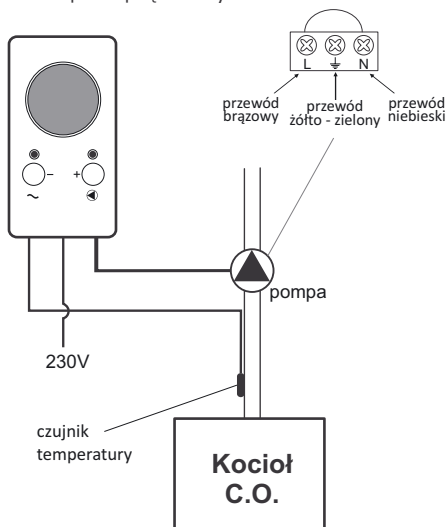 L N
przewód brązowy
przewód żółto - zielony
przewód niebieski
- +
~
pompa
230V
czujnik
temperatury
Kocioł
C.O.